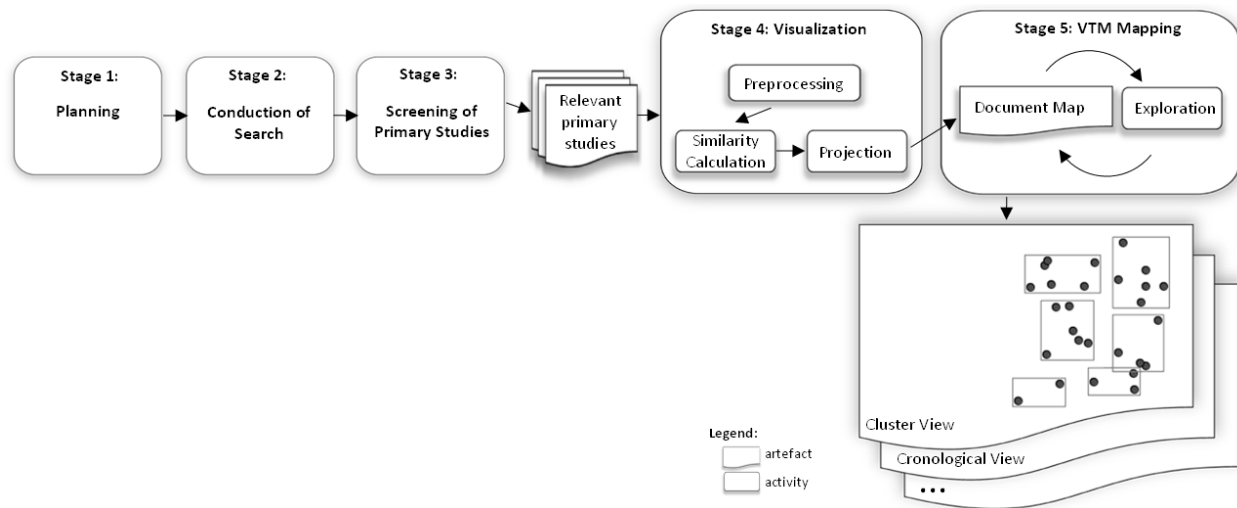 Stage 1:
Planning
Stage 2:
Conduction of
Search
Stage 3:
Screening of
Primary Studies
Relevant
primary
studies
Stage 4: Visualization
Preprocessing
Similarity
Calculation
Projection
Stage 5: VTM Mapping
Document Map
Exploration
Cluster View
Cronological View
...
Legend:
artefact
activity